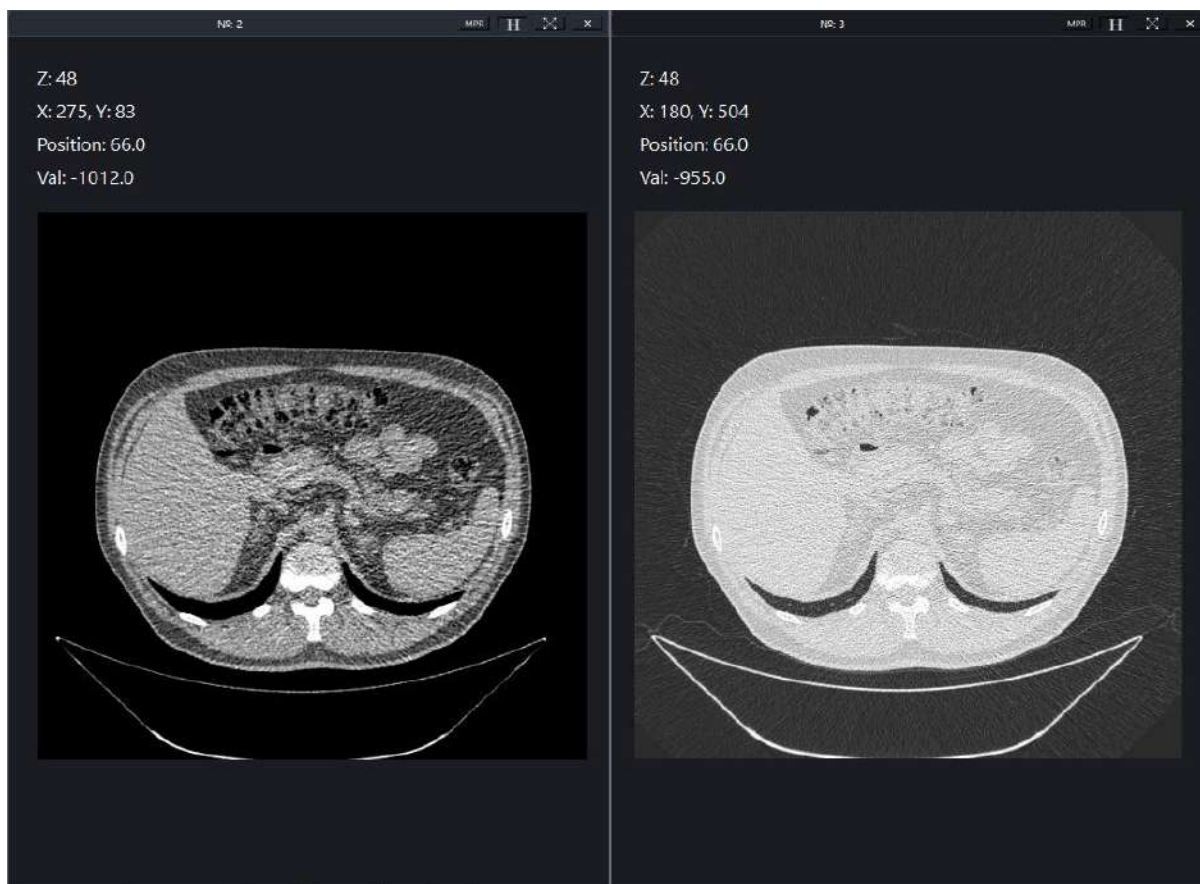 №: 2
MPR
H
№: 3
MPR
H
Z: 48
X: 275, Y: 83
Position: 66.0
Val: -1012.0
Z: 48
X: 180, Y: 504
Position: 66.0
Val: -955.0